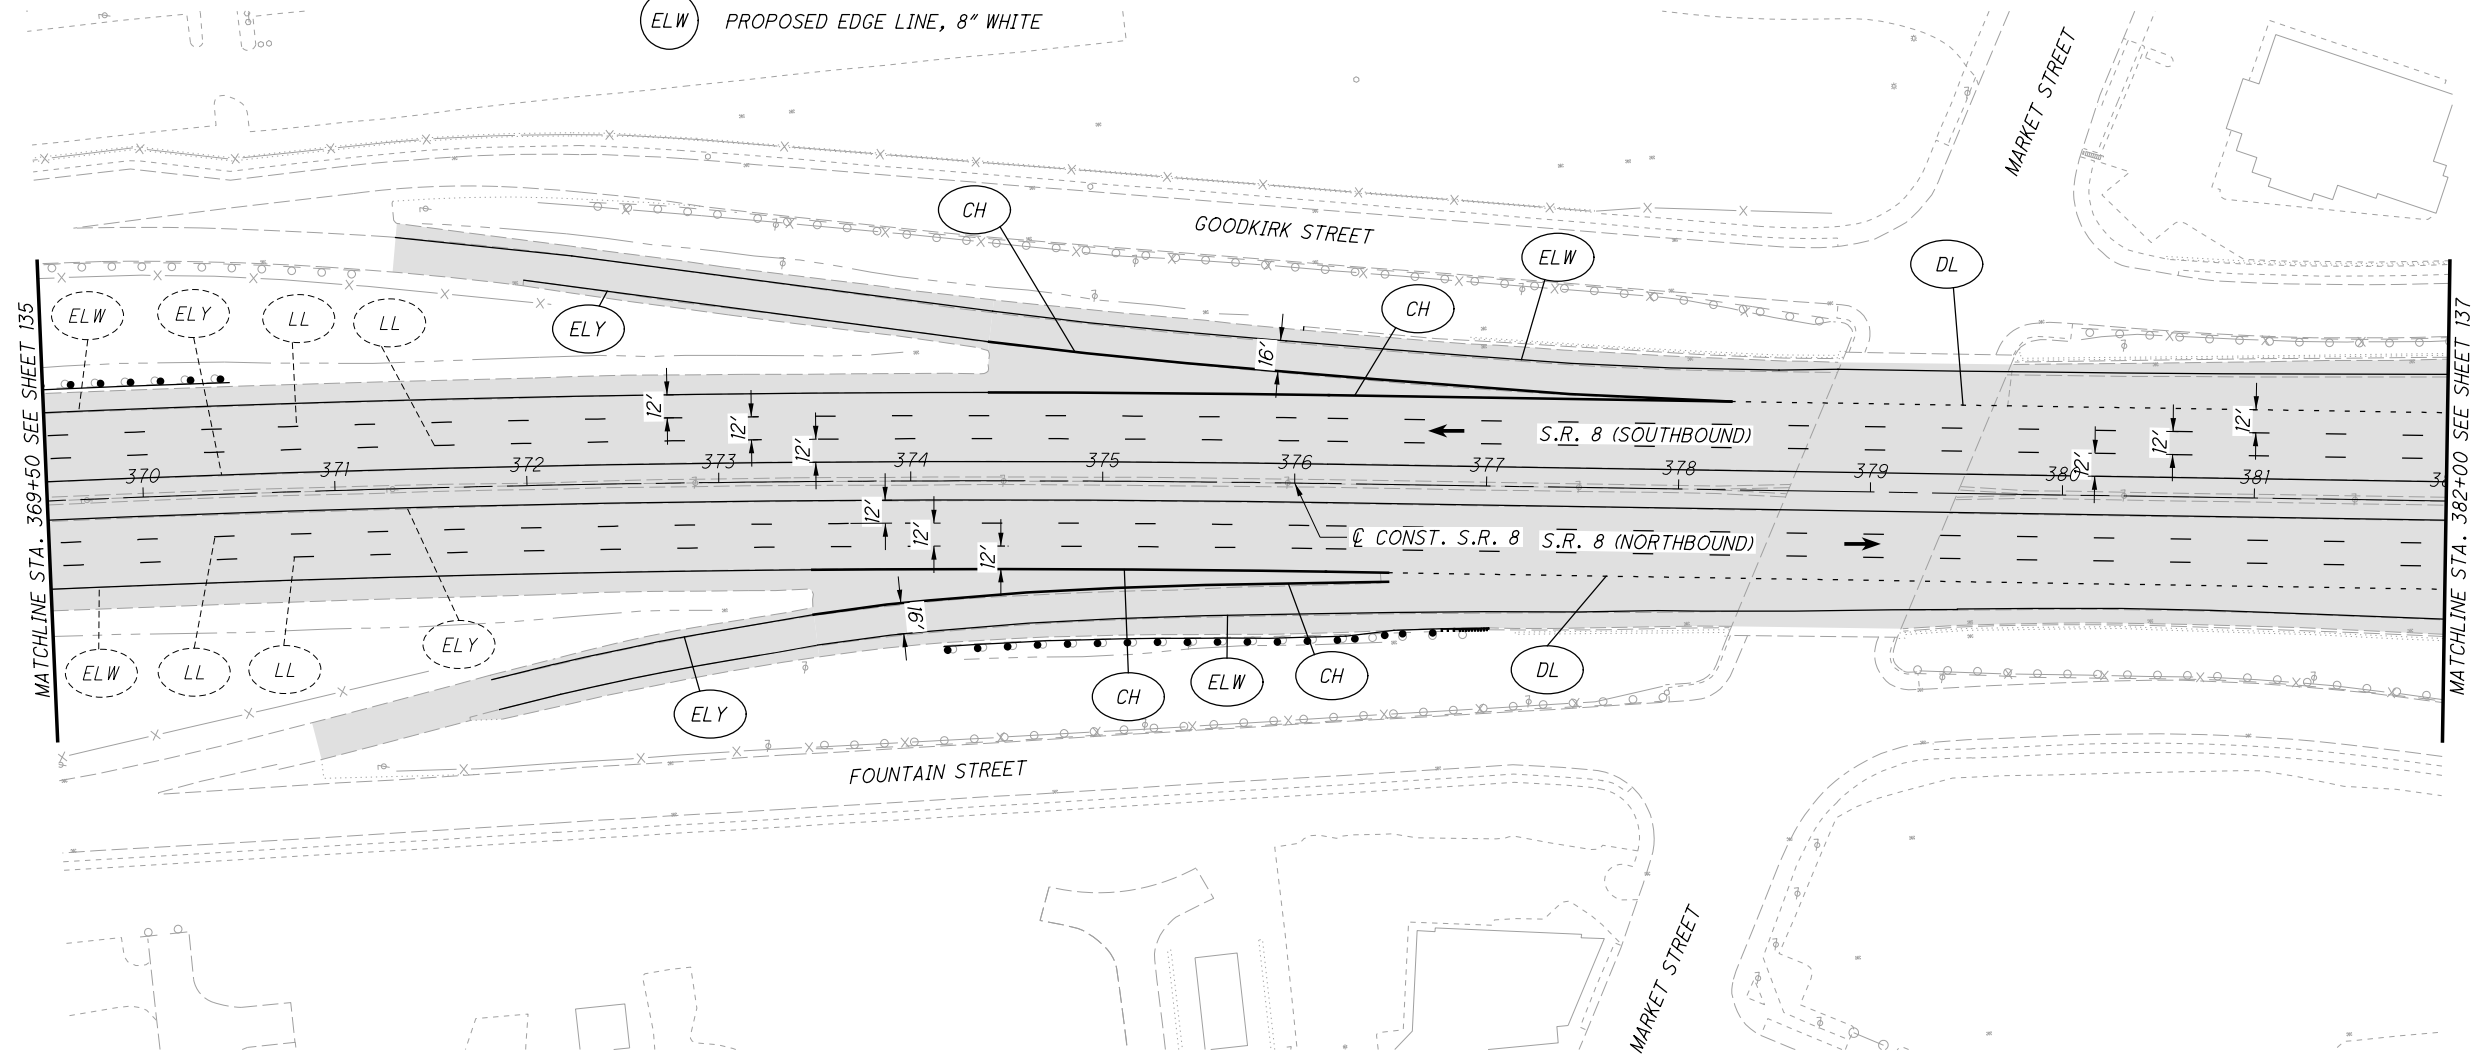 ELW PROPOSED EDGE LINE, 8" WHITE
MARKET STREET
CH
GOODKIRK STREET
ELW
DL
CH
ELW
ELY
LL
LL
ELY
16'
MATCHLINE STA. 369+50 SEE SHEET 135
MATCHLINE STA. 382+00 SEE SHEET 137
12'
12'
12'
12'
12'
12'
S.R. 8 (SOUTHBOUND)
370
371
372
373
374
375
376
377
378
379
380
381
38
12'
12'
12'
℄ CONST. S.R. 8
S.R. 8 (NORTHBOUND)
16'
ELW
LL
LL
ELY
ELY
CH
ELW
CH
DL
FOUNTAIN STREET
MARKET STREET